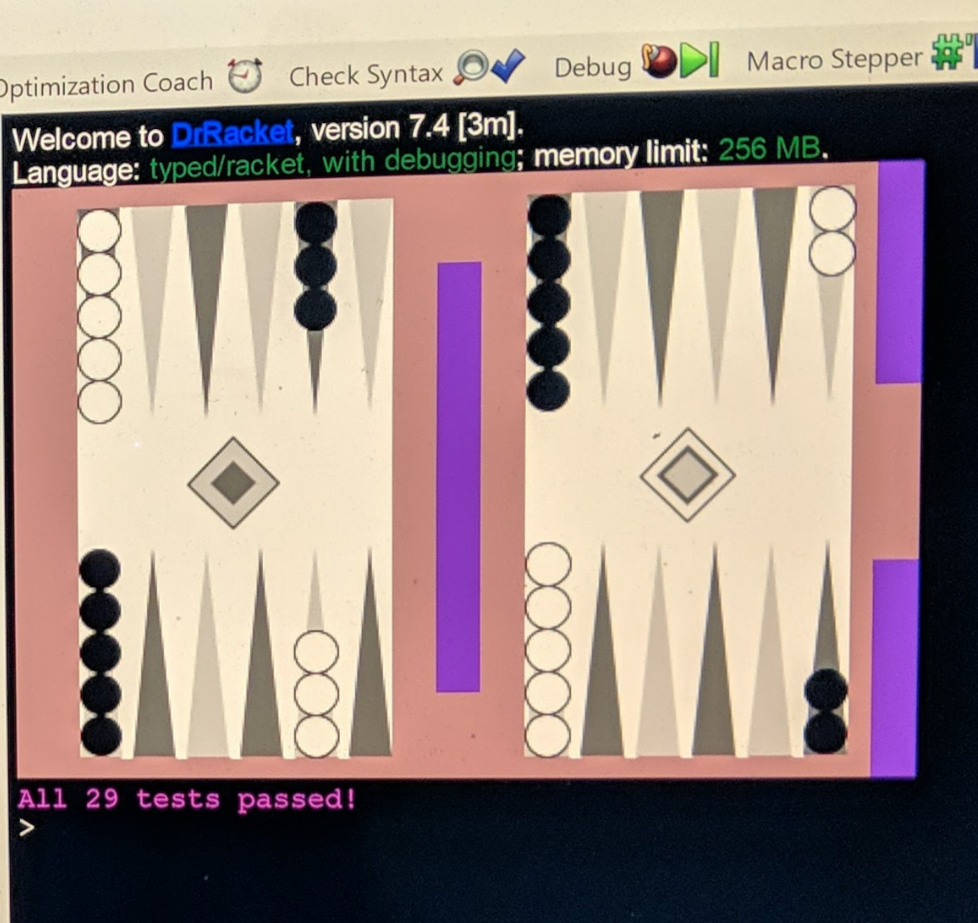 Optimization Coach Check Syntax Debug Macro Stepper #'
Welcome to DrRacket, version 7.4 [3m].
Language: typed/racket, with debugging; memory limit: 256 MB.
All 29 tests passed!
>